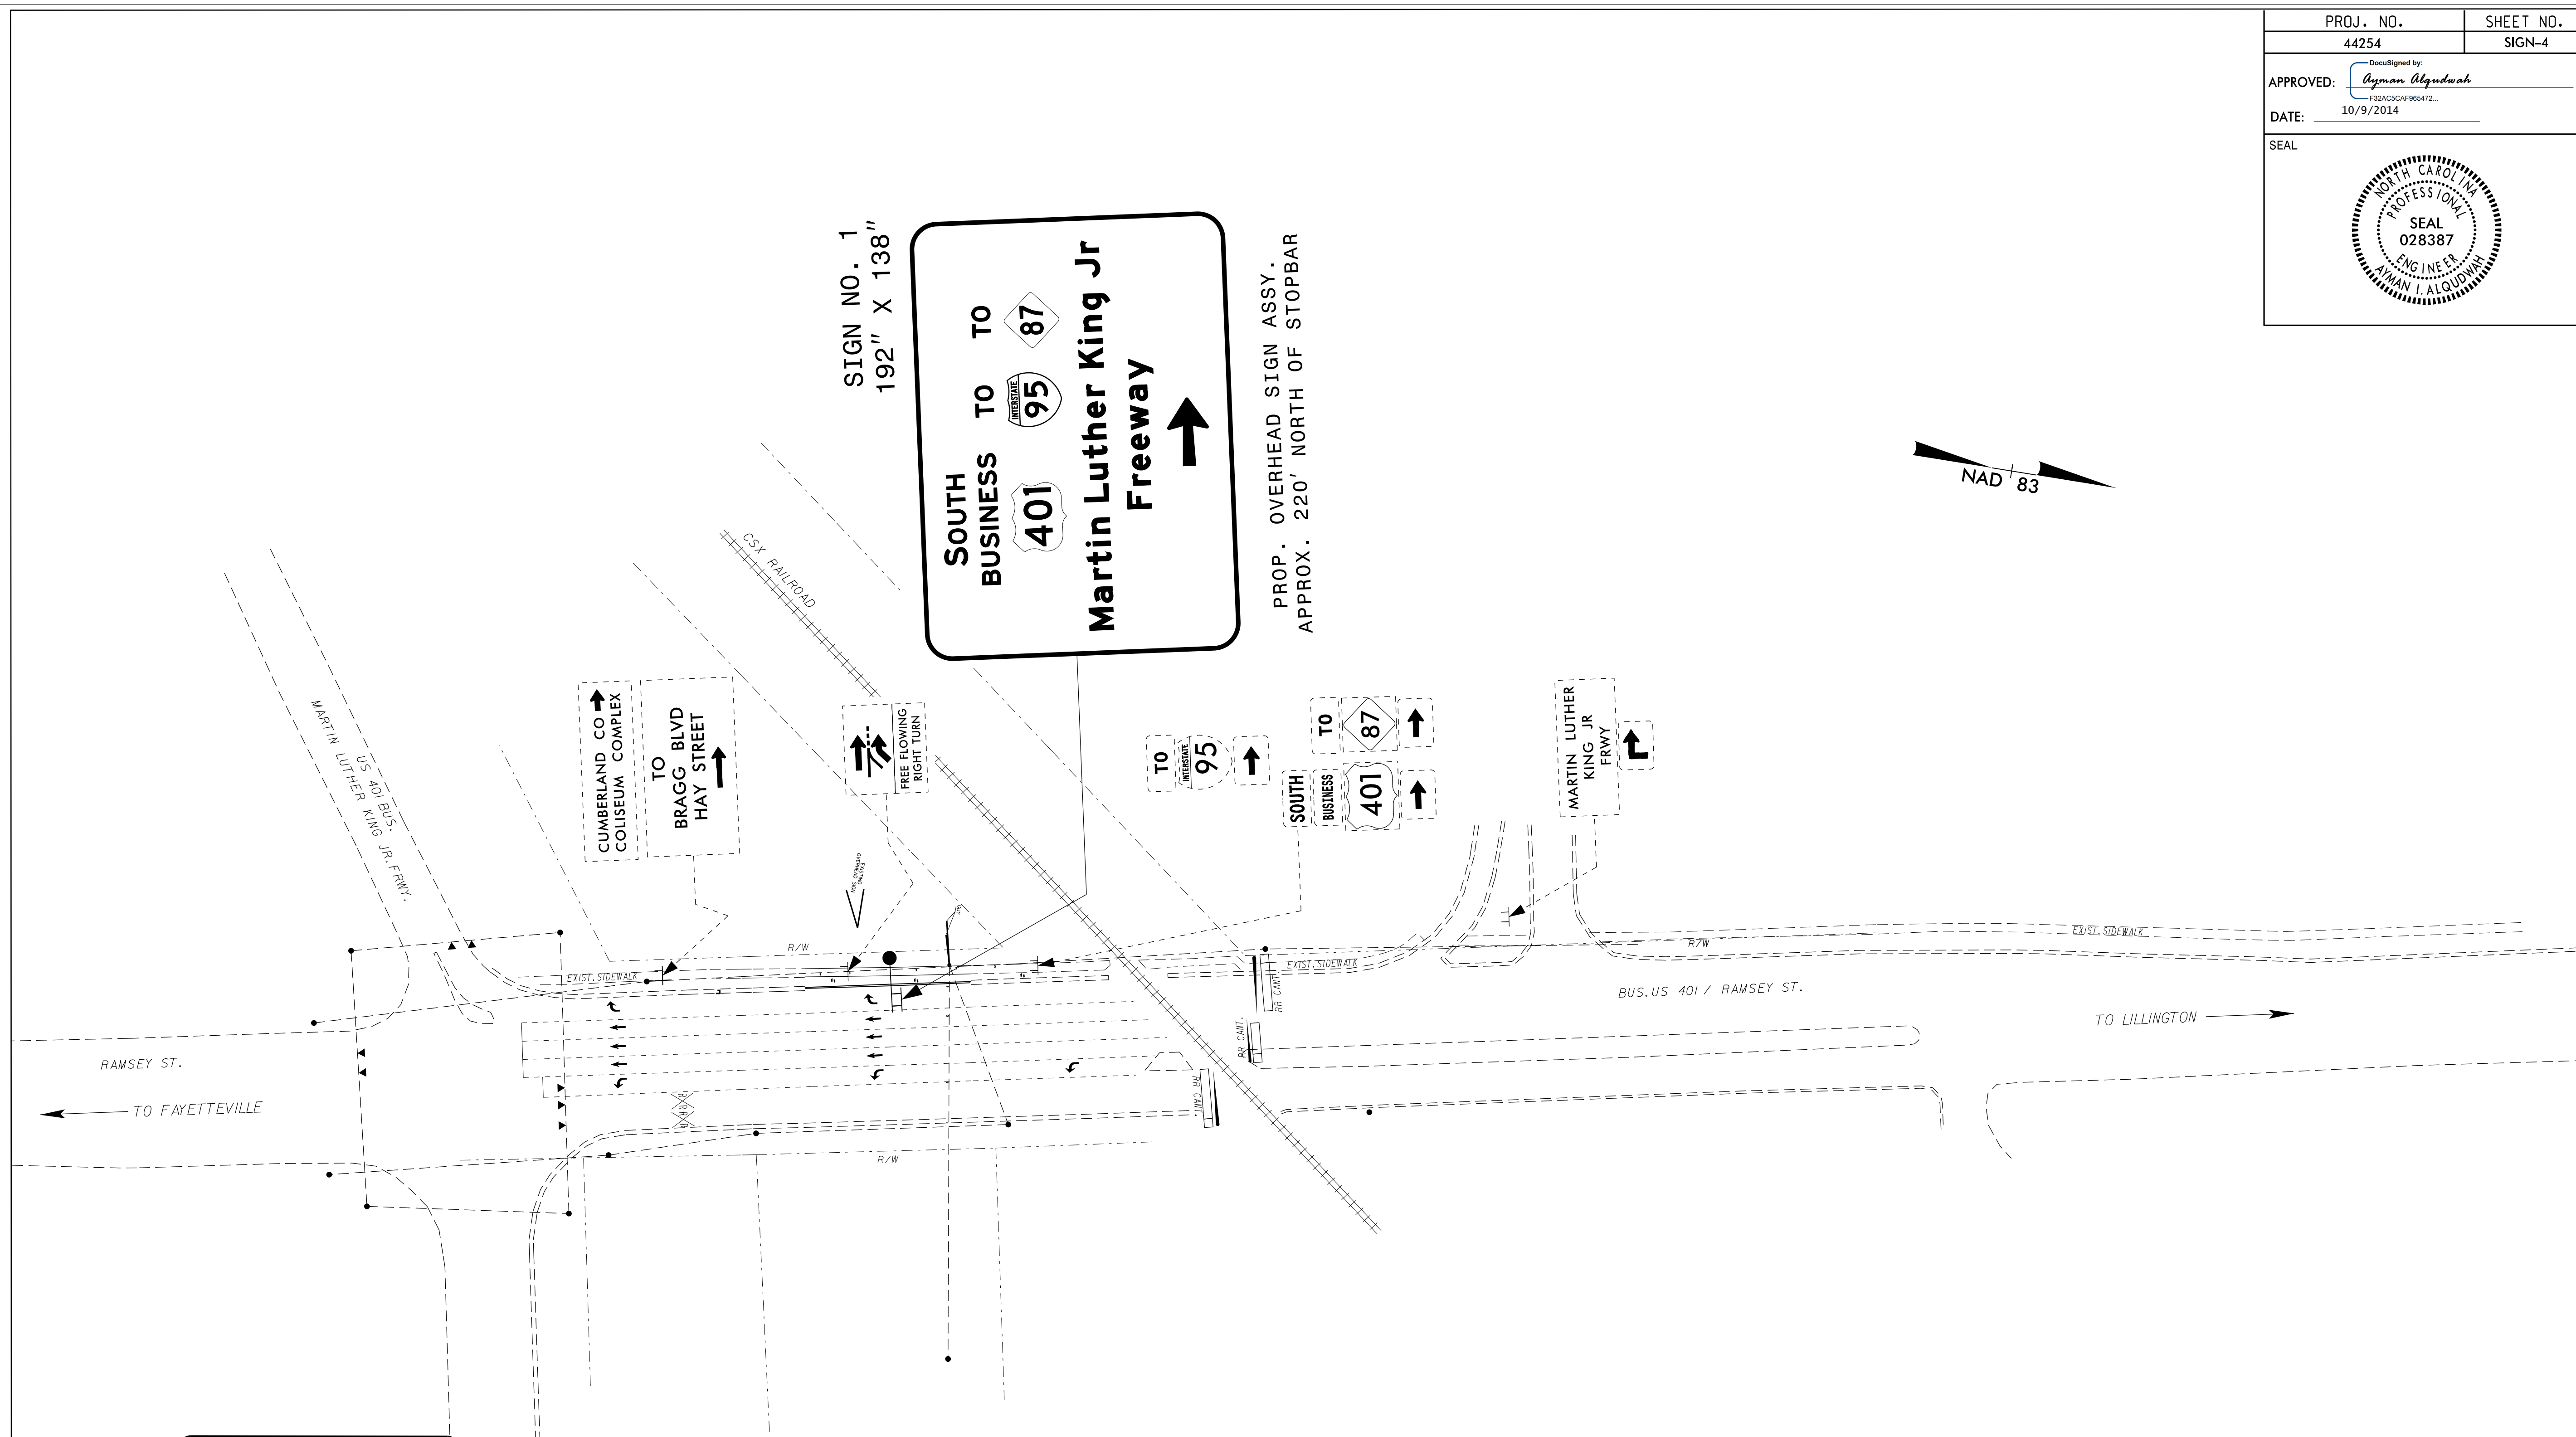 PROJ. NO.
SHEET NO.
44254
SIGN-4
DocuSigned by:
APPROVED:
Ayman Alqudwah
F32AC5CAF965472...
DATE:
10/9/2014
SEAL
NORTH CAROLINA
PROFESSIONAL
SEAL
028387
ENGINEER
AYMAN I. ALQUDWAH
SIGN NO. 1
192" X 138"
SOUTH
BUSINESS TO TO
401 INTERSTATE 95 87
Martin Luther King Jr
Freeway
PROP. OVERHEAD SIGN ASSY.
APPROX. 220' NORTH OF STOPBAR
NAD 83
CSX RAILROAD
US 401 BUS.
MARTIN LUTHER KING JR.FRWY.
CUMBERLAND CO
COLISEUM COMPLEX
TO
BRAGG BLVD
HAY STREET
FREE FLOWING
RIGHT TURN
EXISTING
OVERHEAD SIGN
TO
INTERSTATE
95
TO
87
SOUTH
BUSINESS
401
MARTIN LUTHER
KING JR
FRWY
R/W
EXIST.SIDEWALK
EXIST.SIDEWALK
R/W
EXIST.SIDEWALK
RR CANT.
RR CANT.
RR CANT.
BUS.US 401 / RAMSEY ST.
TO LILLINGTON
RAMSEY ST.
TO FAYETTEVILLE
R R
R R
R/W